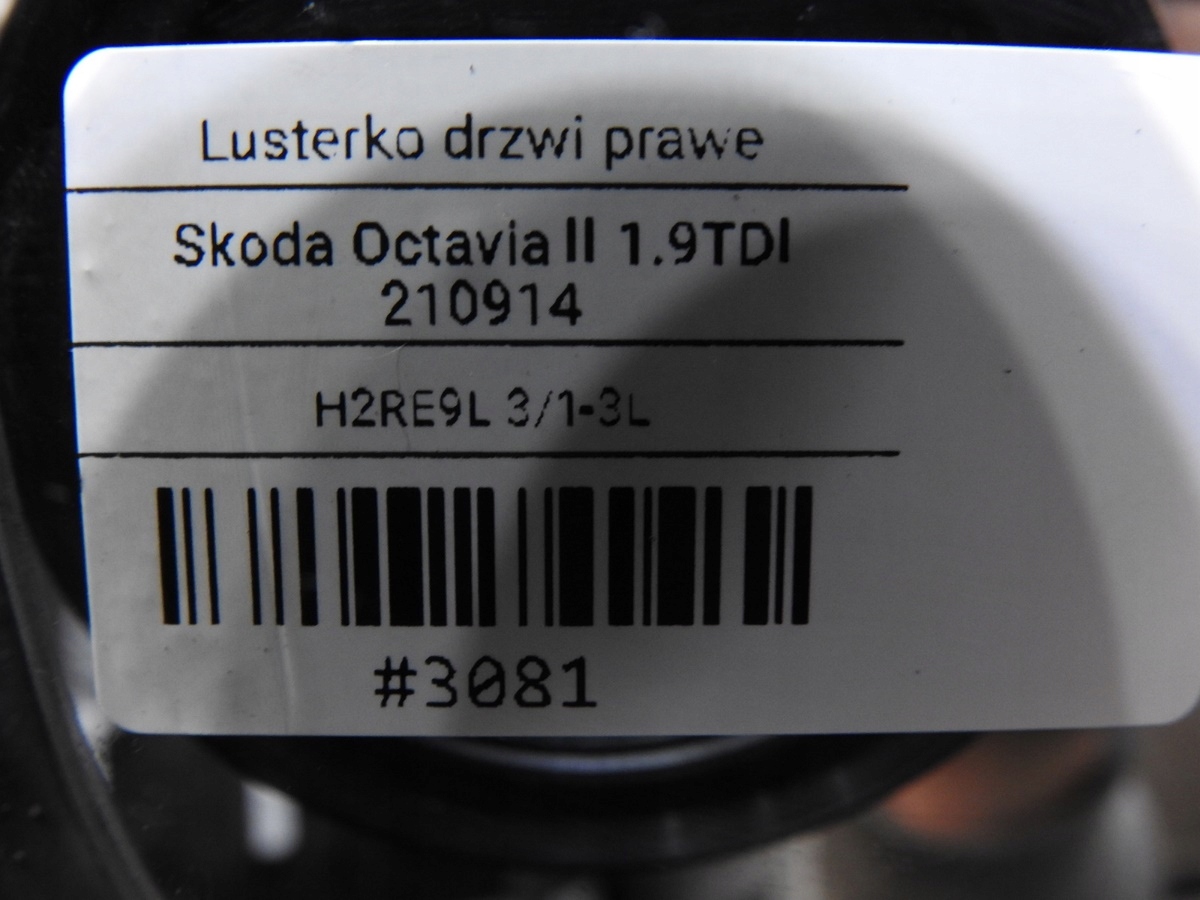 Lusterko drzwi prawe
Skoda Octavia II 1.9TDI
210914
H2RE9L 3/1-3L
#3081